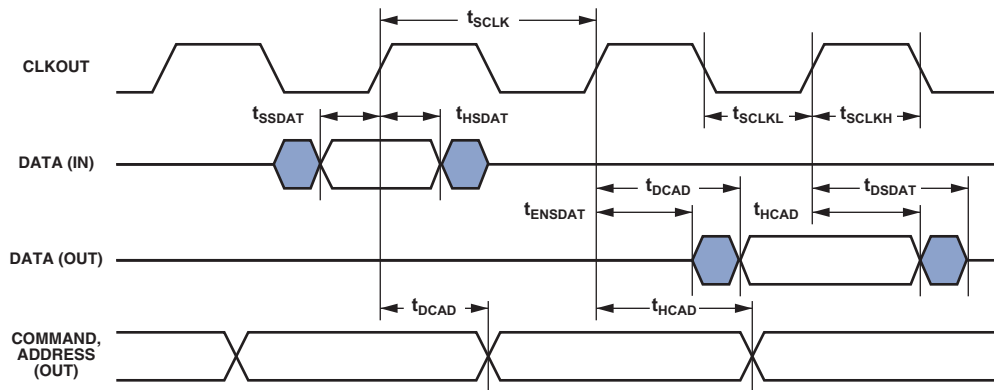 tSCLK
CLKOUT
tSSDAT
tHSDAT
tSCLKL
tSCLKH
DATA (IN)
tDCAD
tDSDAT
tENSDAT
tHCAD
DATA (OUT)
tDCAD
tHCAD
COMMAND,
ADDRESS
(OUT)